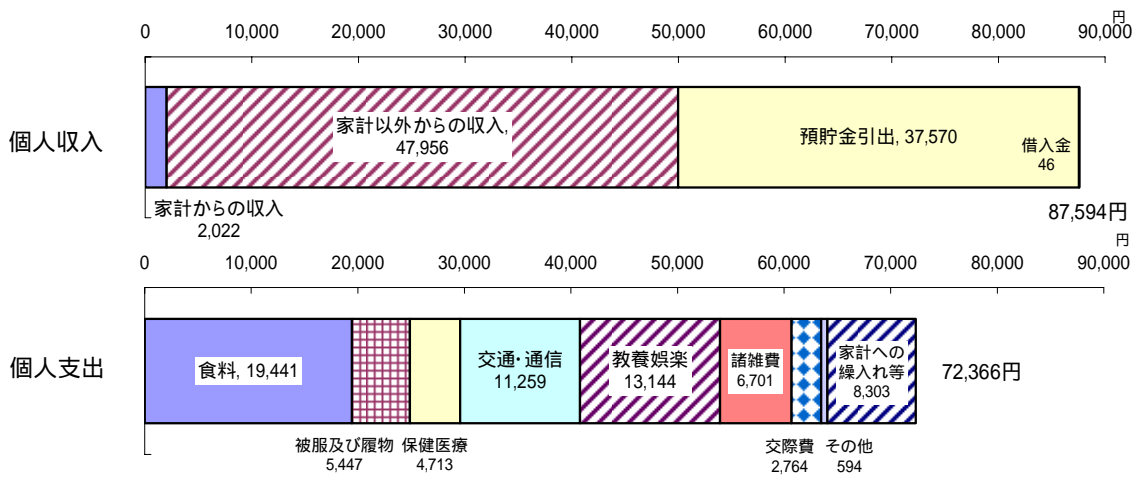 円
0 10,000 20,000 30,000 40,000 50,000 60,000 70,000 80,000 90,000
個人収入
家計以外からの収入,
47,956
預貯金引出, 37,570
借入金
46
家計からの収入
2,022
87,594円
円
0 10,000 20,000 30,000 40,000 50,000 60,000 70,000 80,000 90,000
個人支出
食料, 19,441
交通・通信
11,259
教養娯楽
13,144
諸雑費
6,701
家計への
繰入れ等
8,303
72,366円
被服及び履物
5,447
保健医療
4,713
交際費
2,764
その他
594